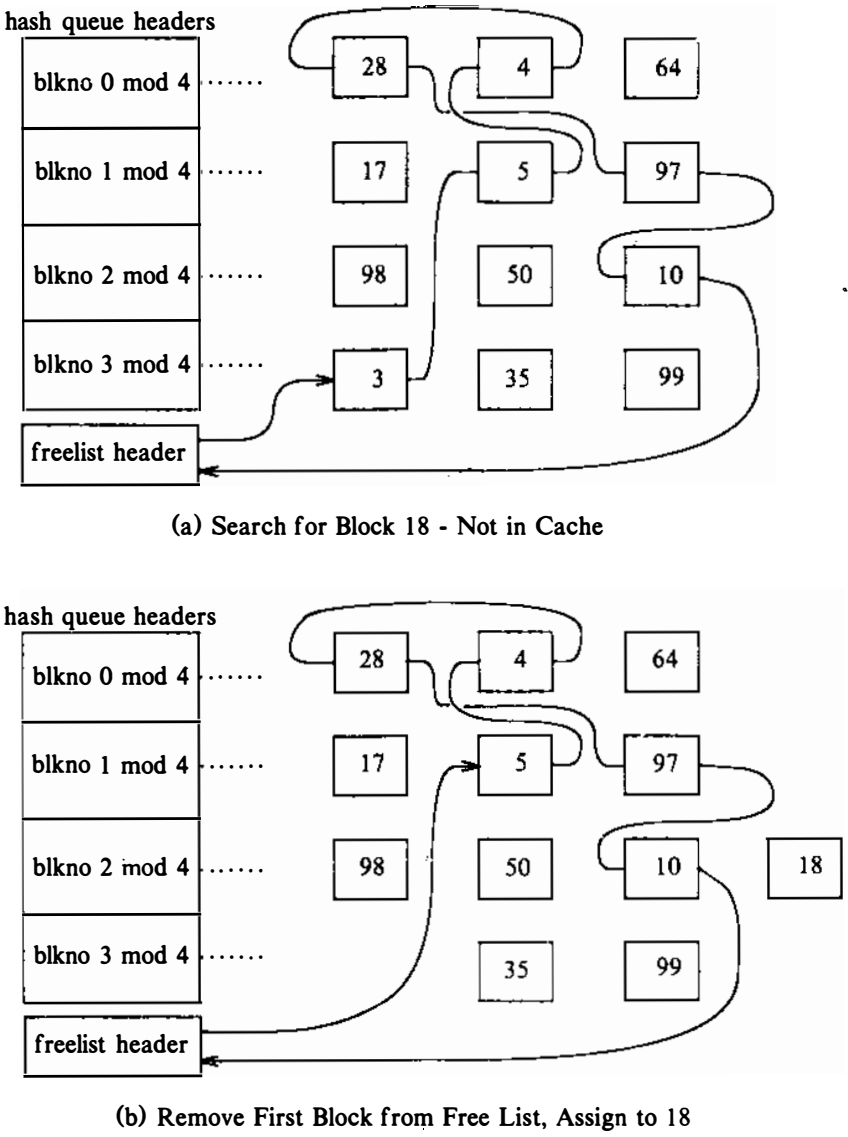 hash queue headers
blkno 0 mod 4 ....... 28 4 64
blkno 1 mod 4 ....... 17 5 97
blkno 2 mod 4 ....... 98 50 10
blkno 3 mod 4 ....... 3 35 99
freelist header
(a) Search for Block 18 - Not in Cache
hash queue headers
blkno 0 mod 4 ....... 28 4 64
blkno 1 mod 4 ....... 17 5 97
blkno 2 mod 4 ....... 98 50 10 18
blkno 3 mod 4 ....... 35 99
freelist header
(b) Remove First Block from Free List, Assign to 18